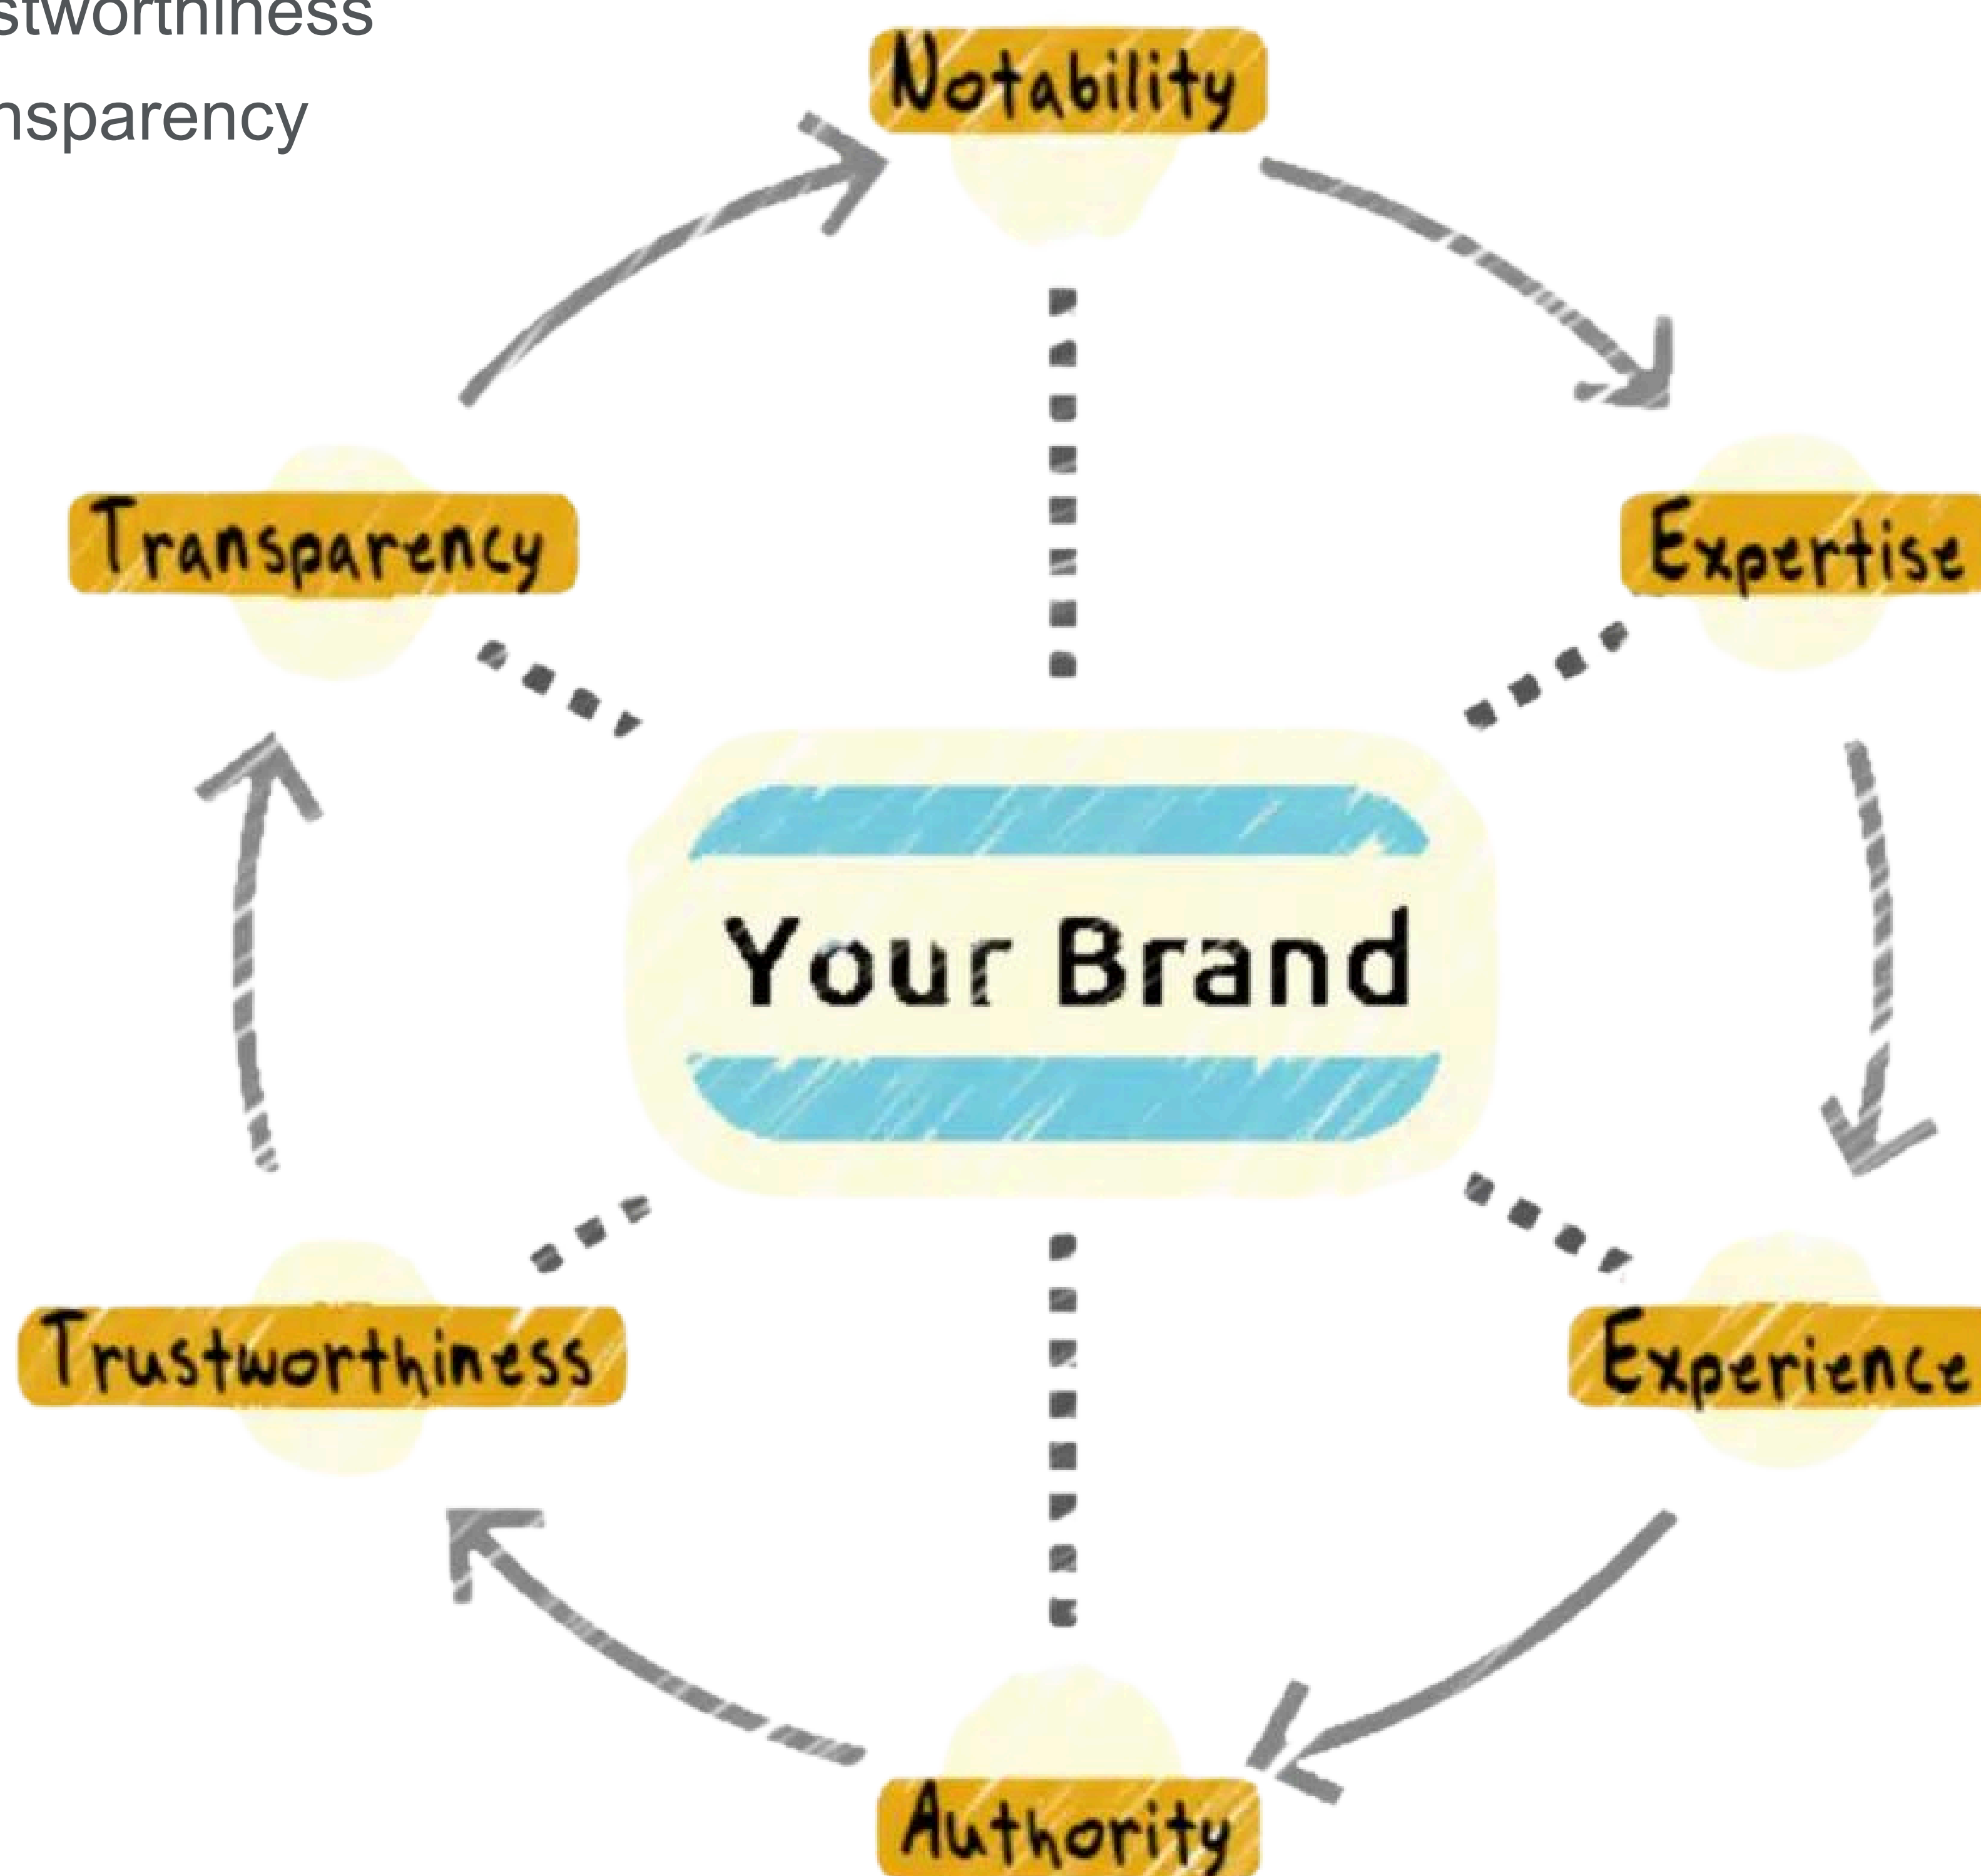 stworthiness
nsparency
Notability
Transparency
Expertise
Your Brand
Trustworthiness
Experience
Authority